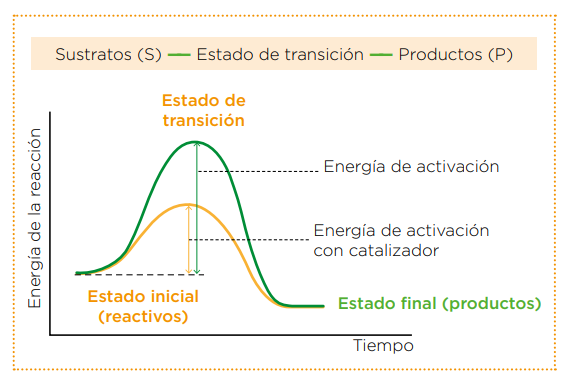 Sustratos (S) — Estado de transición — Productos (P)
Estado de
transición
Energía de la reacción
Energía de activación
Energía de activación
con catalizador
Estado inicial
(reactivos)
Estado final (productos)
Tiempo